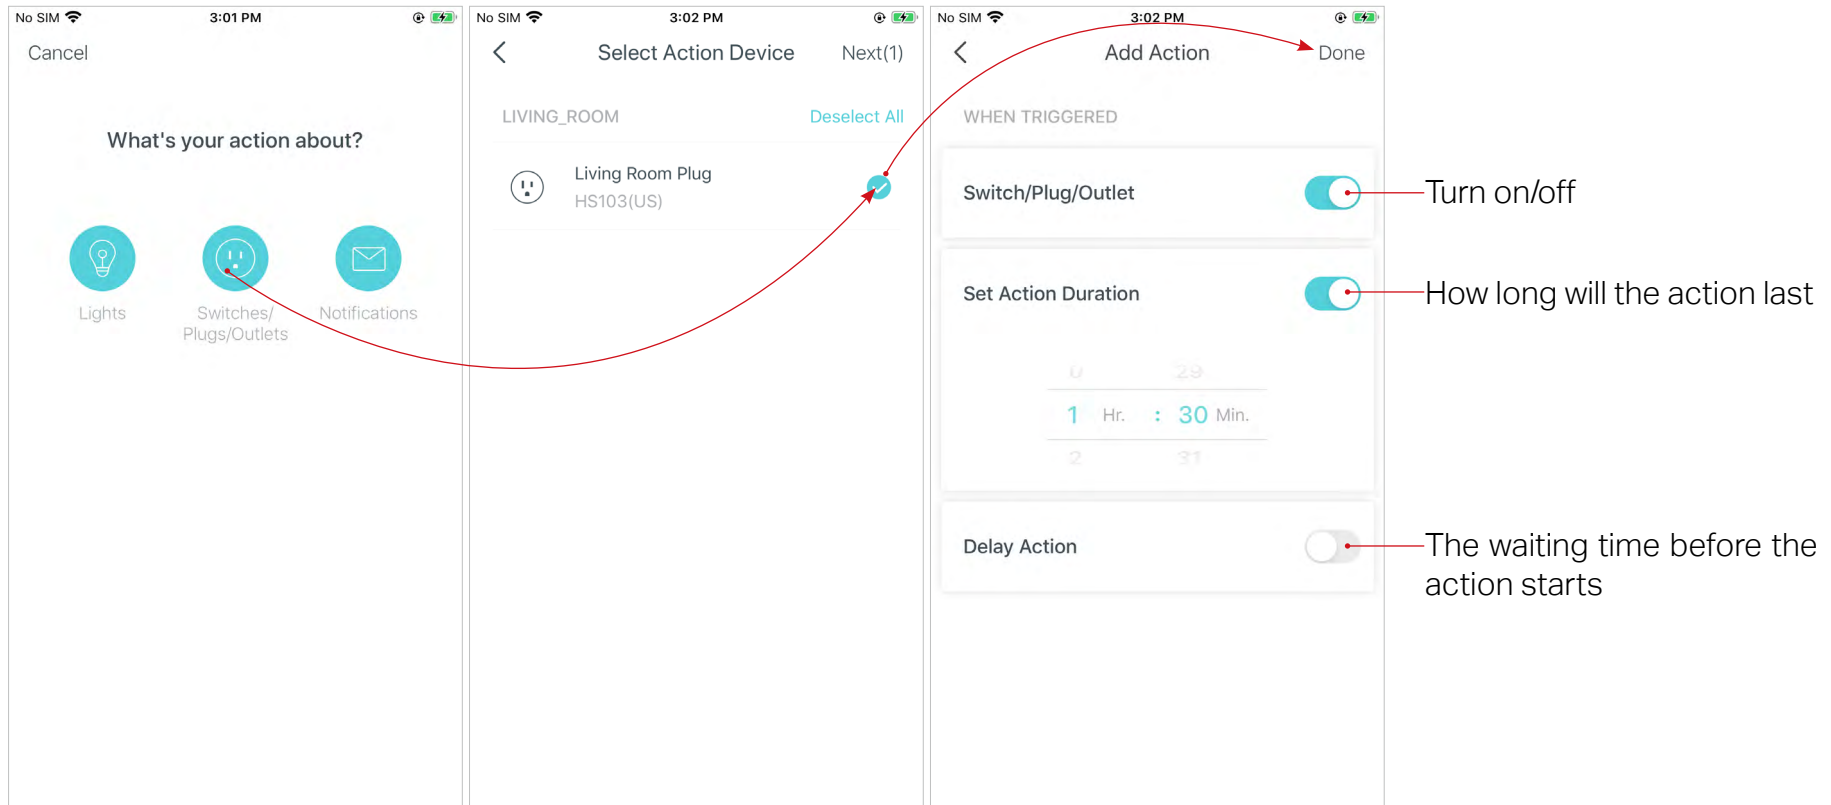 No SIM
3:01 PM
Cancel
What's your action about?
Lights
Switches/
Plugs/Outlets
Notifications
No SIM
3:02 PM
Select Action Device
Next(1)
LIVING_ROOM
Deselect All
Living Room Plug
HS103(US)
No SIM
3:02 PM
Add Action
Done
WHEN TRIGGERED
Switch/Plug/Outlet
Turn on/off
Set Action Duration
How long will the action last
0 29
1 Hr. : 30 Min.
2 31
Delay Action
The waiting time before the
action starts